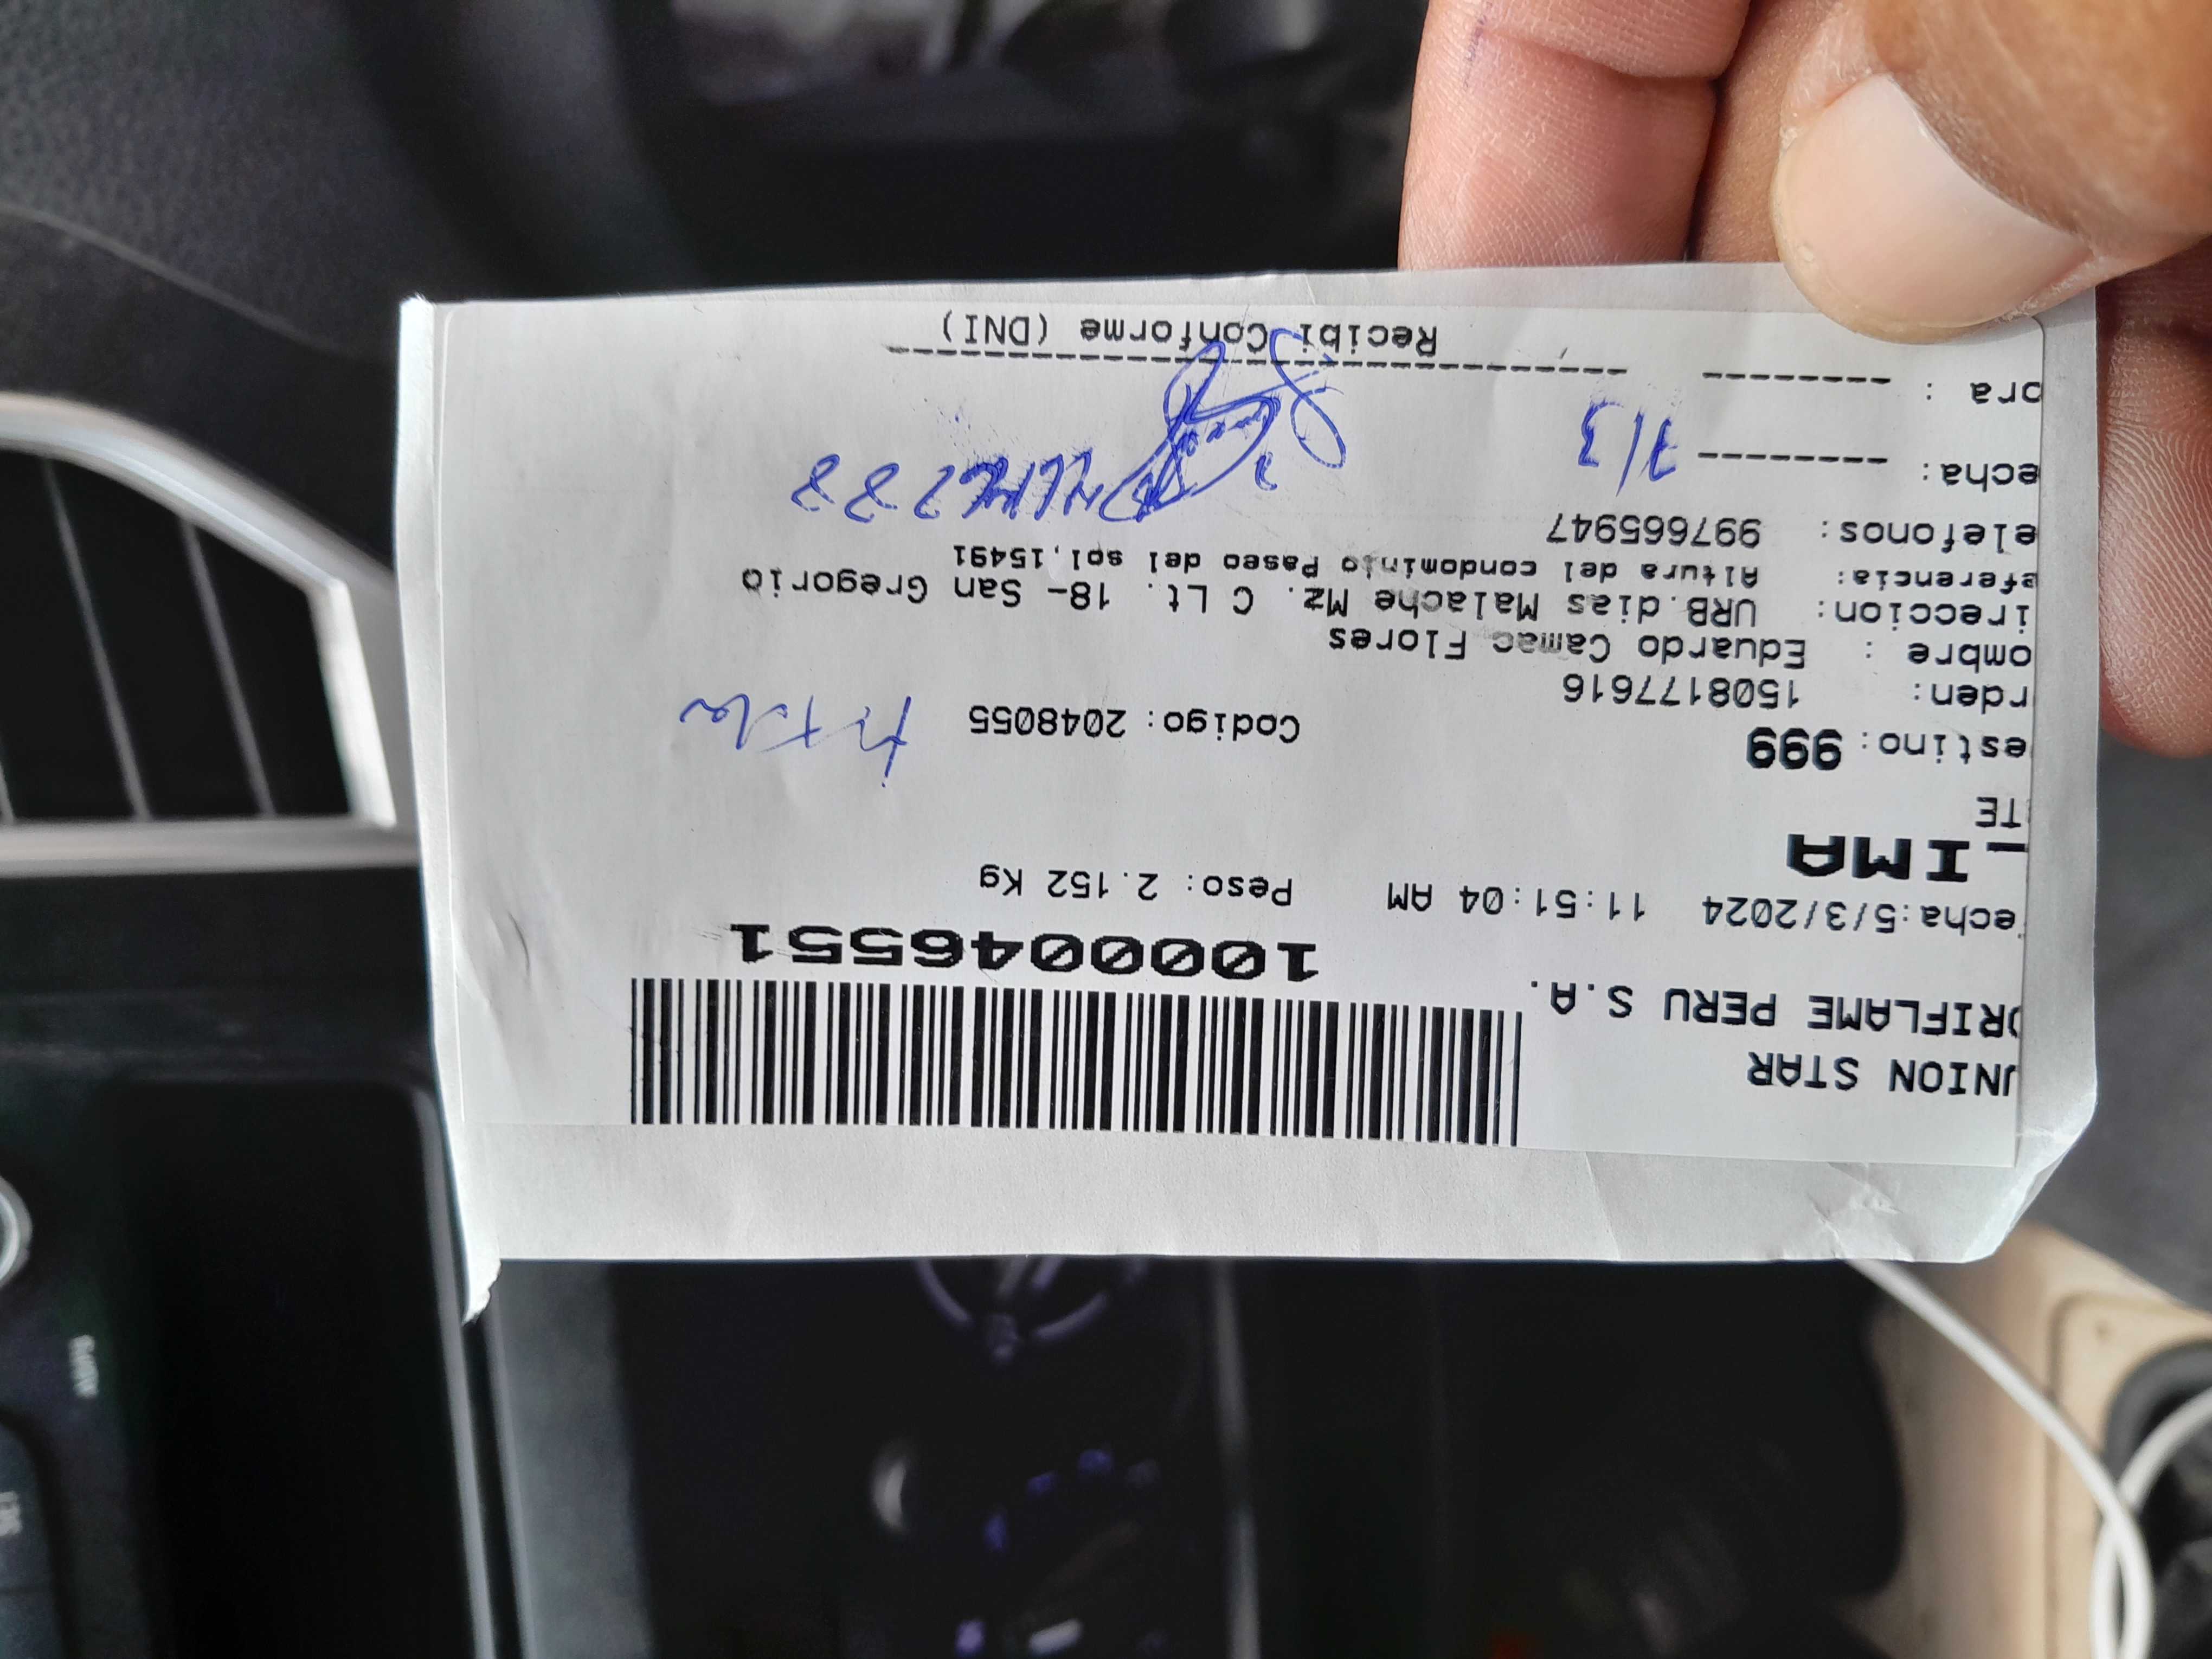 UNION STAR
ORIFLAME PERU S.A.
1000046551
echa:5/3/2024 11:51:04 AM Peso: 2.152 Kg
LIMA
TE
estino: 999 Codigo: 2048055
rden: 1508177616
ombre : Eduardo Camac Flores
ireccion: URB.dias Malache Mz. C Lt. 18- San Gregorio
eferencia: Altura del condominio Paseo del sol,15491
elefonos: 997665947
echa: 7/3
ora :
Recibi Conforme (DNI)